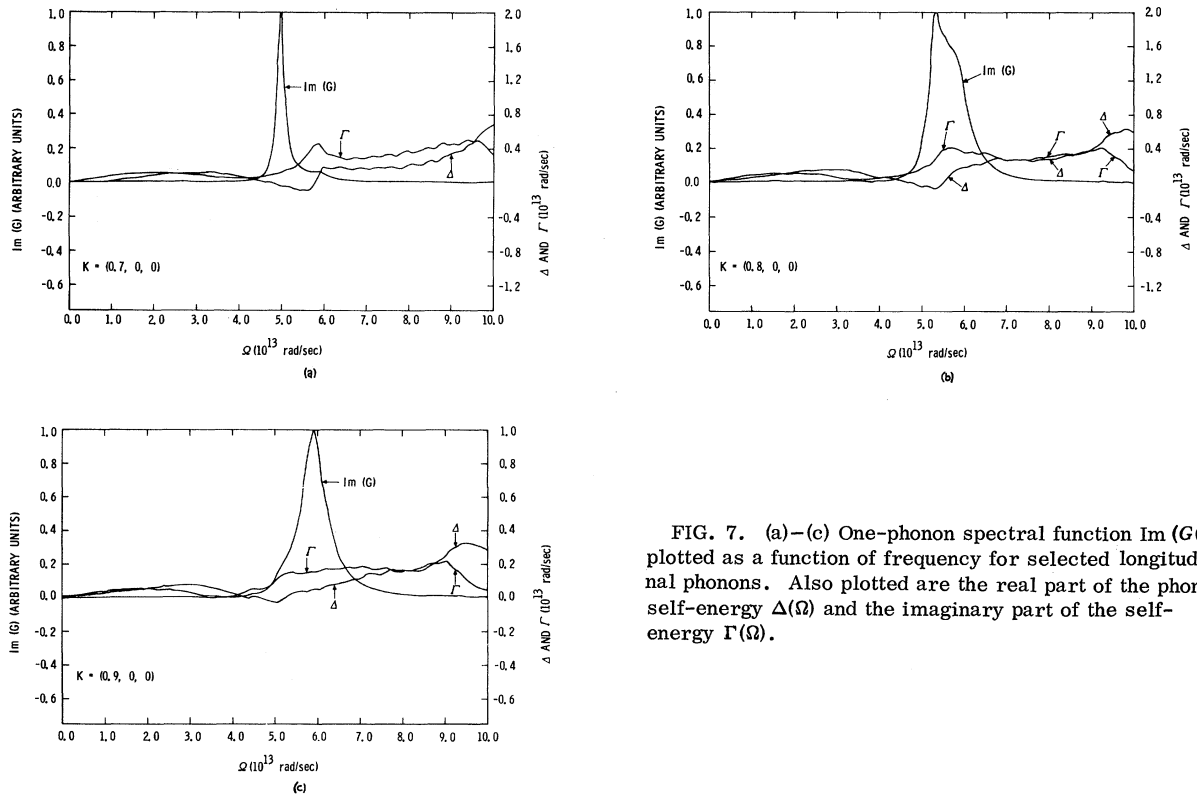 1.0
0.8
0.6
0.4
0.2
0.0
-0.2
-0.4
-0.6
Im (G) (ARBITRARY UNITS)
2.0
1.6
1.2
0.8
0.4
0.0
-0.4
-0.8
-1.2
Δ AND Γ (10^13 rad/sec)
Im (G)
Γ
Δ
K = (0.7, 0, 0)
0.0 1.0 2.0 3.0 4.0 5.0 6.0 7.0 8.0 9.0 10.0
Ω (10^13 rad/sec)
(a)
1.0
0.8
0.6
0.4
0.2
0.0
-0.2
-0.4
-0.6
Im (G) (ARBITRARY UNITS)
2.0
1.6
1.2
0.8
0.4
0.0
-0.4
-0.8
-1.2
Δ AND Γ (10^13 rad/sec)
Im (G)
Γ
Δ
Γ
Δ
Δ
Γ
K = (0.8, 0, 0)
0.0 1.0 2.0 3.0 4.0 5.0 6.0 7.0 8.0 9.0 10.0
Ω (10^13 rad/sec)
(b)
1.0
0.8
0.6
0.4
0.2
0.0
-0.2
-0.4
-0.6
Im (G) (ARBITRARY UNITS)
1.0
0.8
0.6
0.4
0.2
0.0
-0.2
-0.4
-0.6
Δ AND Γ (10^13 rad/sec)
Im (G)
Γ
Δ
Δ
Γ
K = (0.9, 0, 0)
0.0 1.0 2.0 3.0 4.0 5.0 6.0 7.0 8.0 9.0 10.0
Ω (10^13 rad/sec)
(c)
FIG. 7. (a)–(c) One-phonon spectral function Im (G(
plotted as a function of frequency for selected longitud
nal phonons. Also plotted are the real part of the phon
self-energy Δ(Ω) and the imaginary part of the self-
energy Γ(Ω).